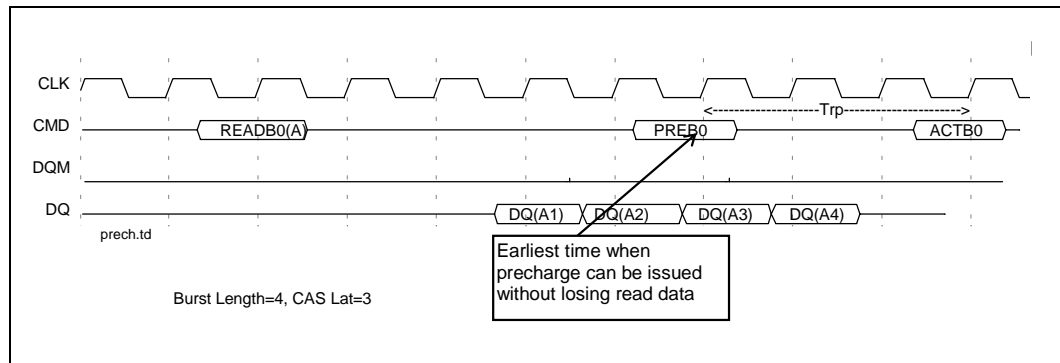 CLK
<------------------Trp------------------->
CMD READB0(A) PREB0 ACTB0
DQM
DQ DQ(A1) DQ(A2) DQ(A3) DQ(A4)
prech.td
Earliest time when
precharge can be issued
without losing read data
Burst Length=4, CAS Lat=3